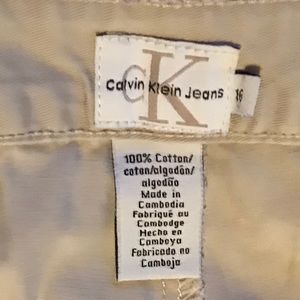 CK
Calvin Klein Jeans
16
100% Cotton/
coton/algodón/
algodão
Made in
Cambodia
Fabriqué au
Cambodge
Hecho en
Camboya
Fabricado no
Camboja